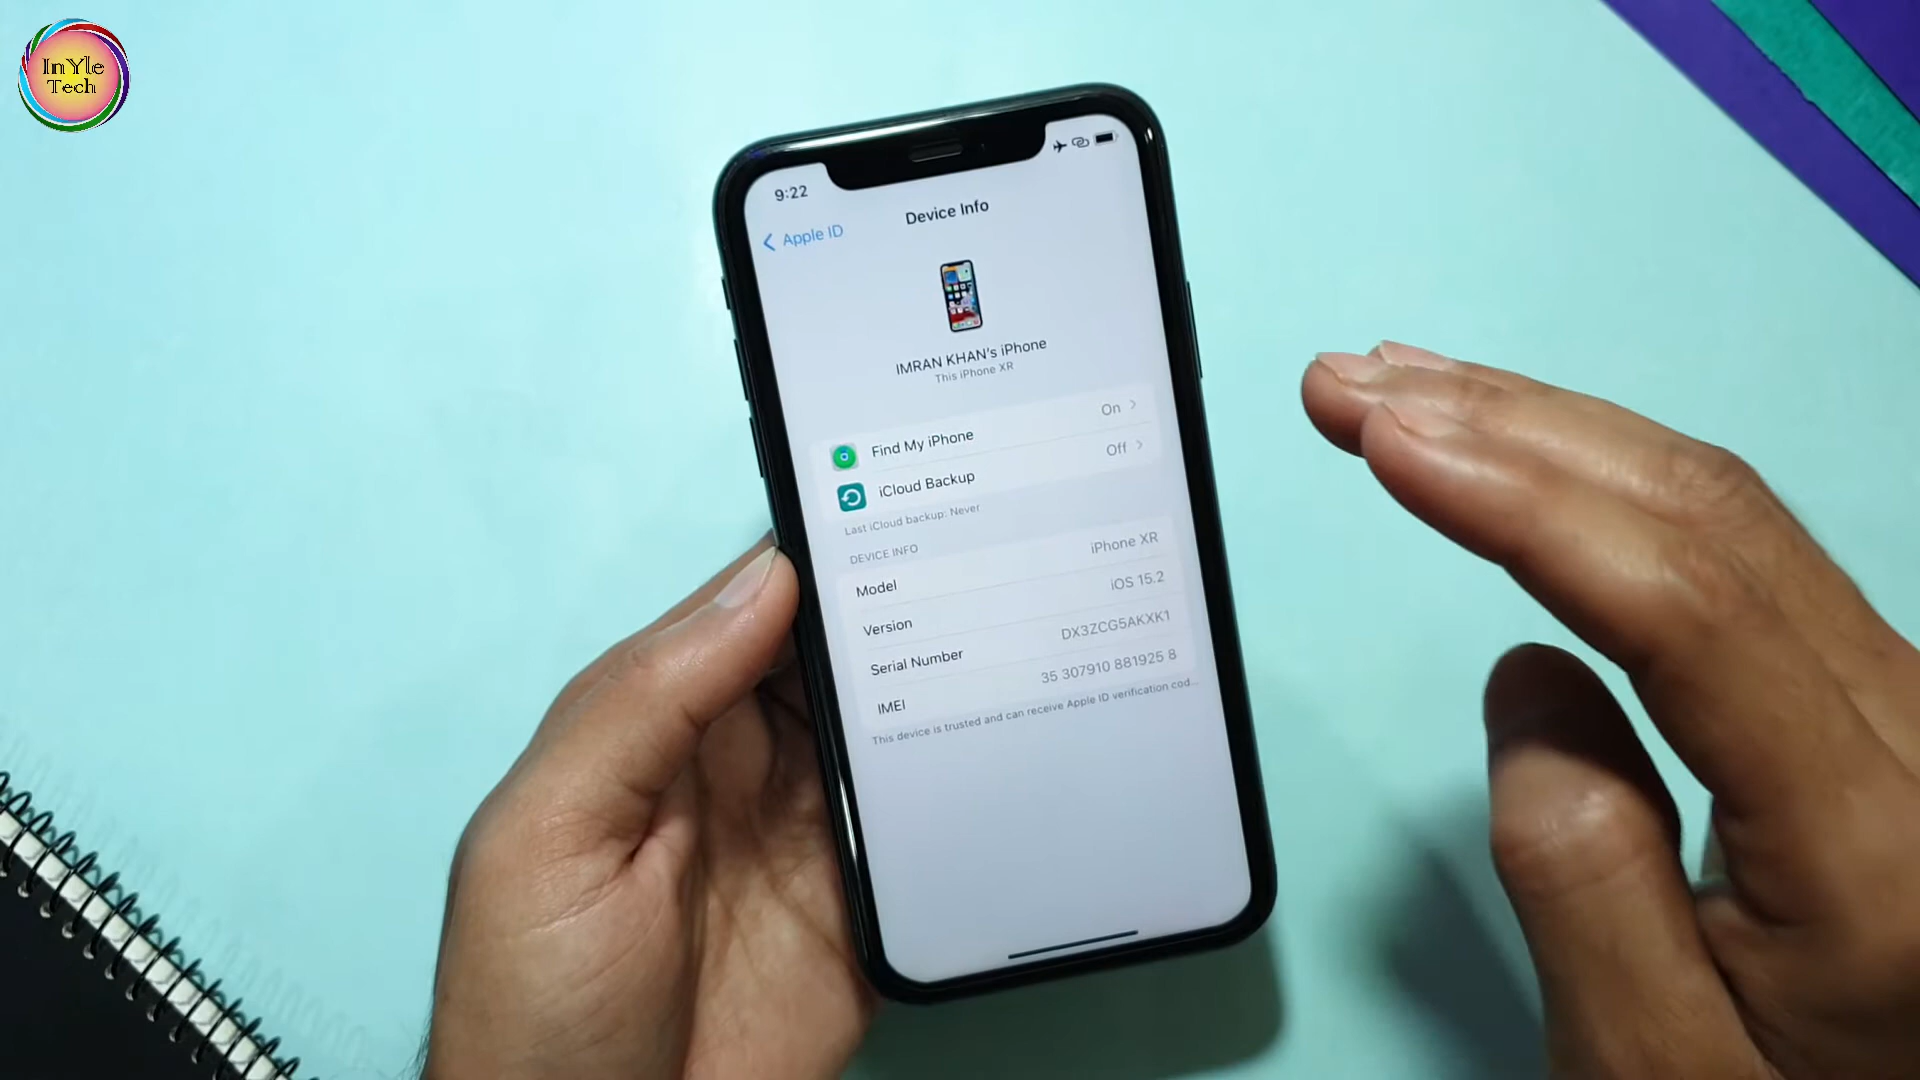 InYle
Tech
9:22
Apple ID
Device Info
IMRAN KHAN's iPhone
This iPhone XR
Find My iPhone On
iCloud Backup Off
Last iCloud backup: Never
DEVICE INFO
Model iPhone XR
Version iOS 15.2
Serial Number DX3ZCG5AKXK1
IMEI 35 307910 881925 8
This device is trusted and can receive Apple ID verification cod...